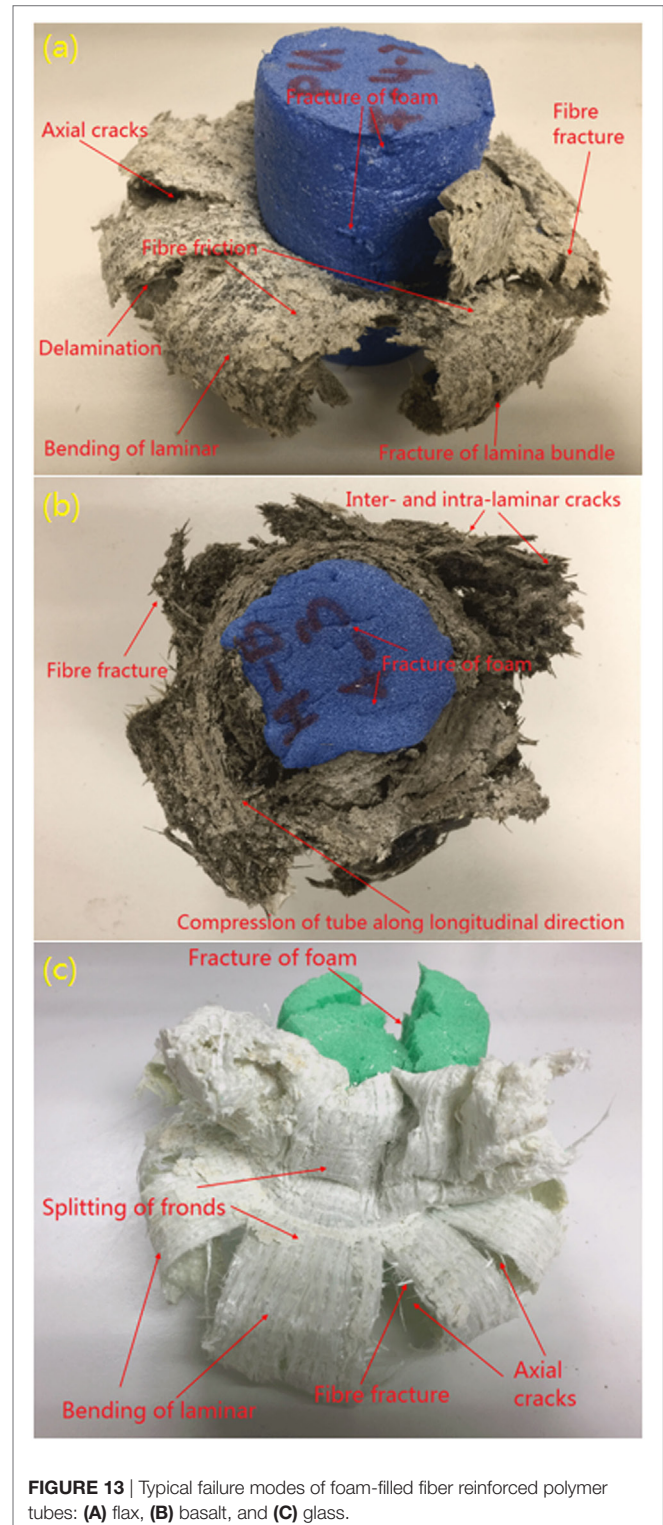 (a)
Fracture of foam
Fibre
fracture
Axial cracks
Fibre friction
Delamination
Bending of laminar
Fracture of lamina bundle
(b)
Inter- and intra-laminar cracks
Fibre fracture
Fracture of foam
Compression of tube along longitudinal direction
(c)
Fracture of foam
Splitting of fronds
Axial
cracks
Fibre fracture
Bending of laminar
FIGURE 13 | Typical failure modes of foam-filled fiber reinforced polymer
tubes: (A) flax, (B) basalt, and (C) glass.